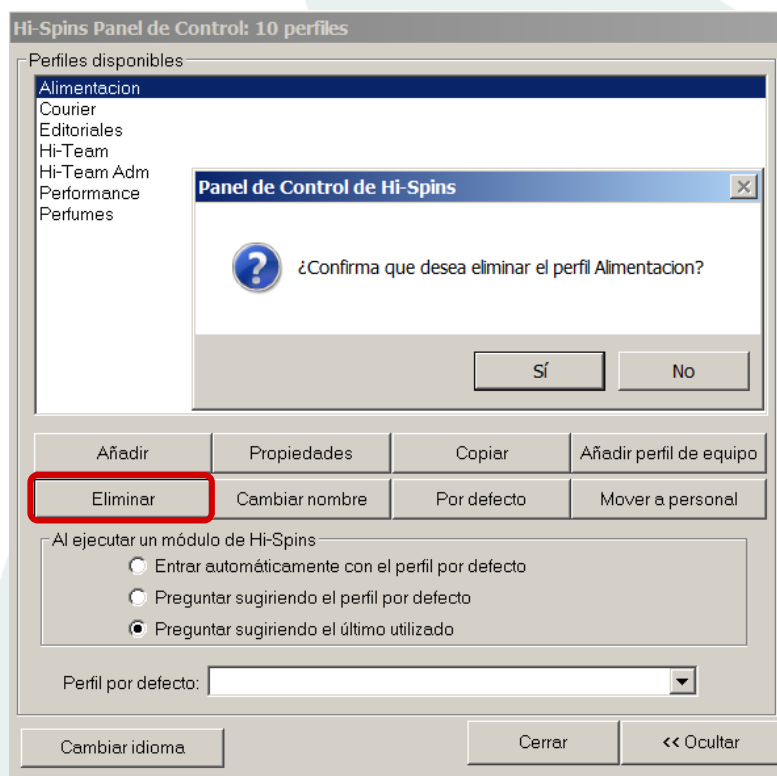 Hi-Spins Panel de Control: 10 perfiles
Perfiles disponibles
Alimentacion
Courier
Editoriales
Hi-Team
Hi-Team Adm
Performance
Perfumes
Panel de Control de Hi-Spins
¿Confirma que desea eliminar el perfil Alimentacion?
Sí No
Añadir Propiedades Copiar Añadir perfil de equipo
Eliminar Cambiar nombre Por defecto Mover a personal
Al ejecutar un módulo de Hi-Spins
Entrar automáticamente con el perfil por defecto
Preguntar sugiriendo el perfil por defecto
Preguntar sugiriendo el último utilizado
Perfil por defecto:
Cambiar idioma Cerrar << Ocultar